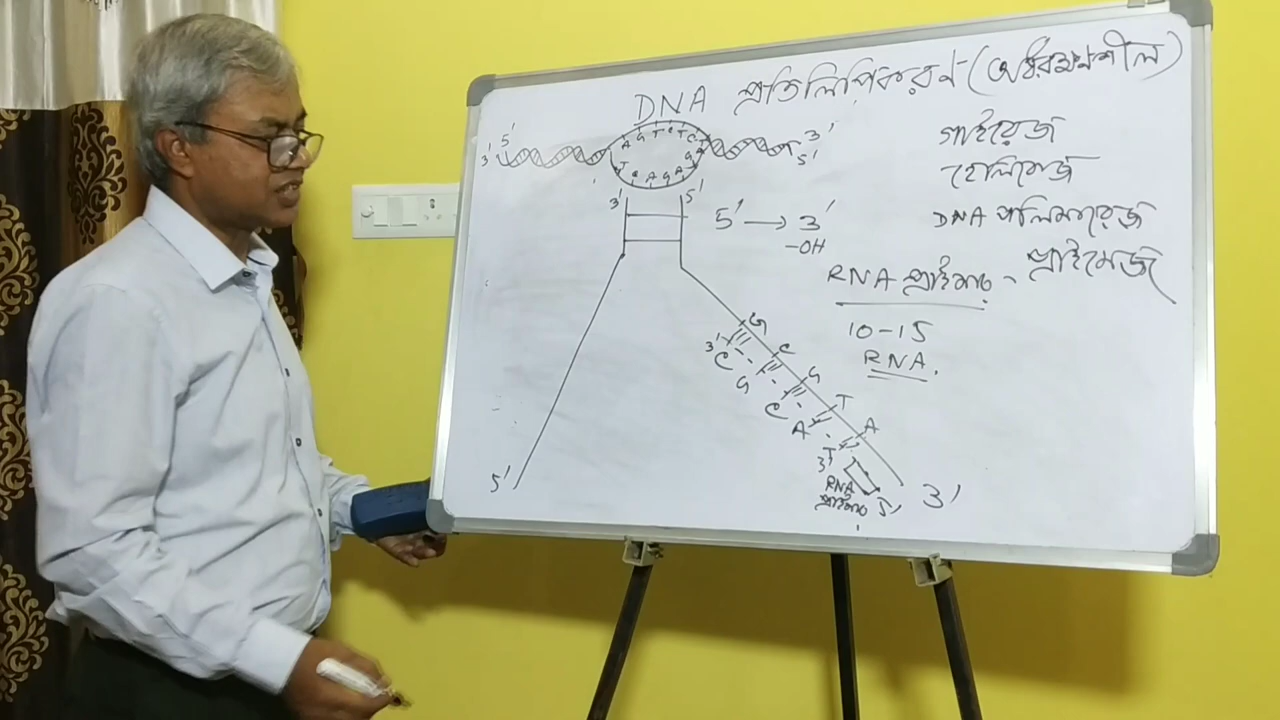 DNA প্রতিলিপিকরণ-(অর্ধরক্ষণশীল)
5'
3'
3'
5'
A G T C T C G
T C A G A G
গাইরেজ
হেলিকেজ
DNA পলিমারেজ
3' 5'
5' → 3'
-OH
RNA প্রাইমার - প্রাইমেজ
10-15
RNA.
G
C
G
T
A
3'
C
G
C
A
T
3'
RNA
প্রাইমার 5'
5'
3'